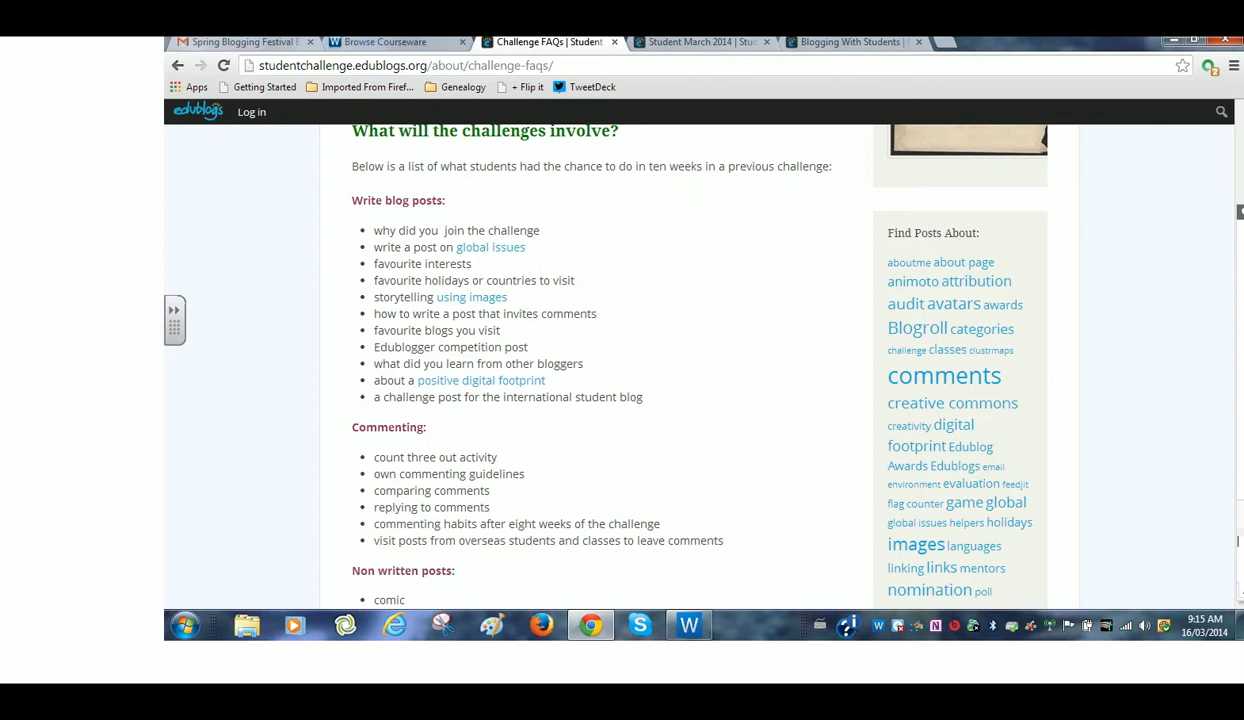 Spring Blogging Festival E
Browse Courseware
Challenge FAQs | Student
Student March 2014 | Stud
Blogging With Students |
studentchallenge.edublogs.org/about/challenge-faqs/
Apps
Getting Started
Imported From Firef...
Genealogy
+ Flip it
TweetDeck
edublogs
Log in
What will the challenges involve?
Below is a list of what students had the chance to do in ten weeks in a previous challenge:
Write blog posts:
why did you join the challenge
write a post on global issues
favourite interests
favourite holidays or countries to visit
storytelling using images
how to write a post that invites comments
favourite blogs you visit
Edublogger competition post
what did you learn from other bloggers
about a positive digital footprint
a challenge post for the international student blog
Commenting:
count three out activity
own commenting guidelines
comparing comments
replying to comments
commenting habits after eight weeks of the challenge
visit posts from overseas students and classes to leave comments
Non written posts:
comic
Find Posts About:
aboutme about page
animoto attribution
audit avatars awards
Blogroll categories
challenge classes clustrmaps
comments
creative commons
creativity digital
footprint Edublog
Awards Edublogs email
environment evaluation feedjit
flag counter game global
global issues helpers holidays
images languages
linking links mentors
nomination poll
9:15 AM
16/03/2014